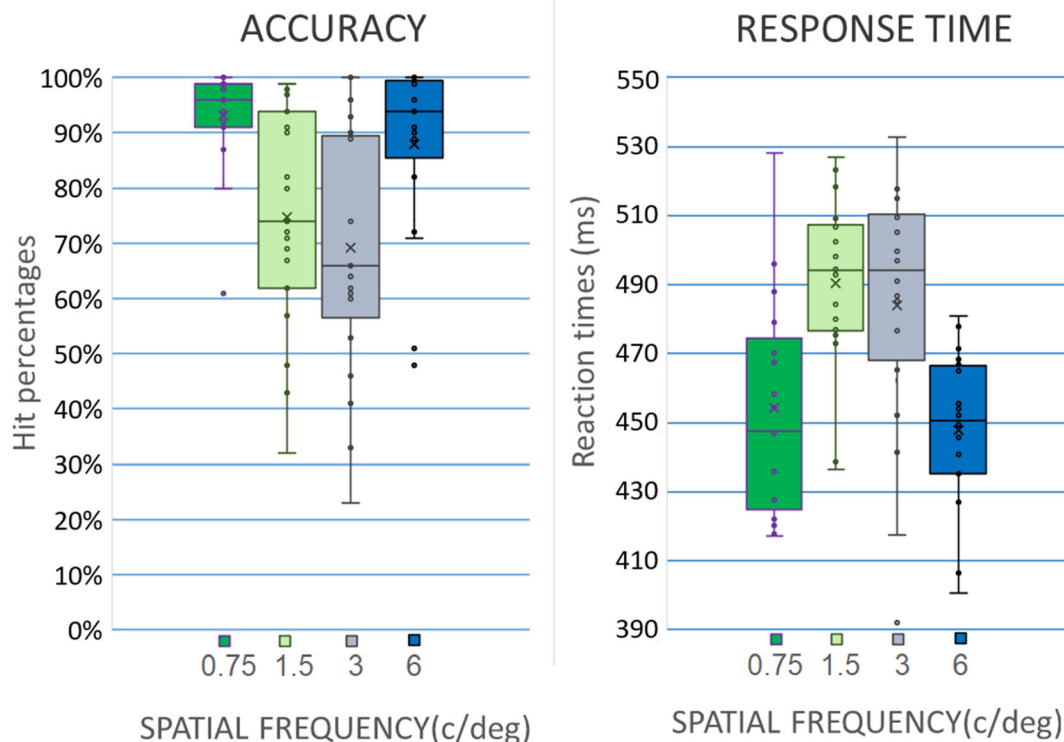 ACCURACY
Hit percentages
100%
90%
80%
70%
60%
50%
40%
30%
20%
10%
0%
0.75 1.5 3 6
SPATIAL FREQUENCY(c/deg)
RESPONSE TIME
Reaction times (ms)
550
530
510
490
470
450
430
410
390
0.75 1.5 3 6
SPATIAL FREQUENCY(c/deg)